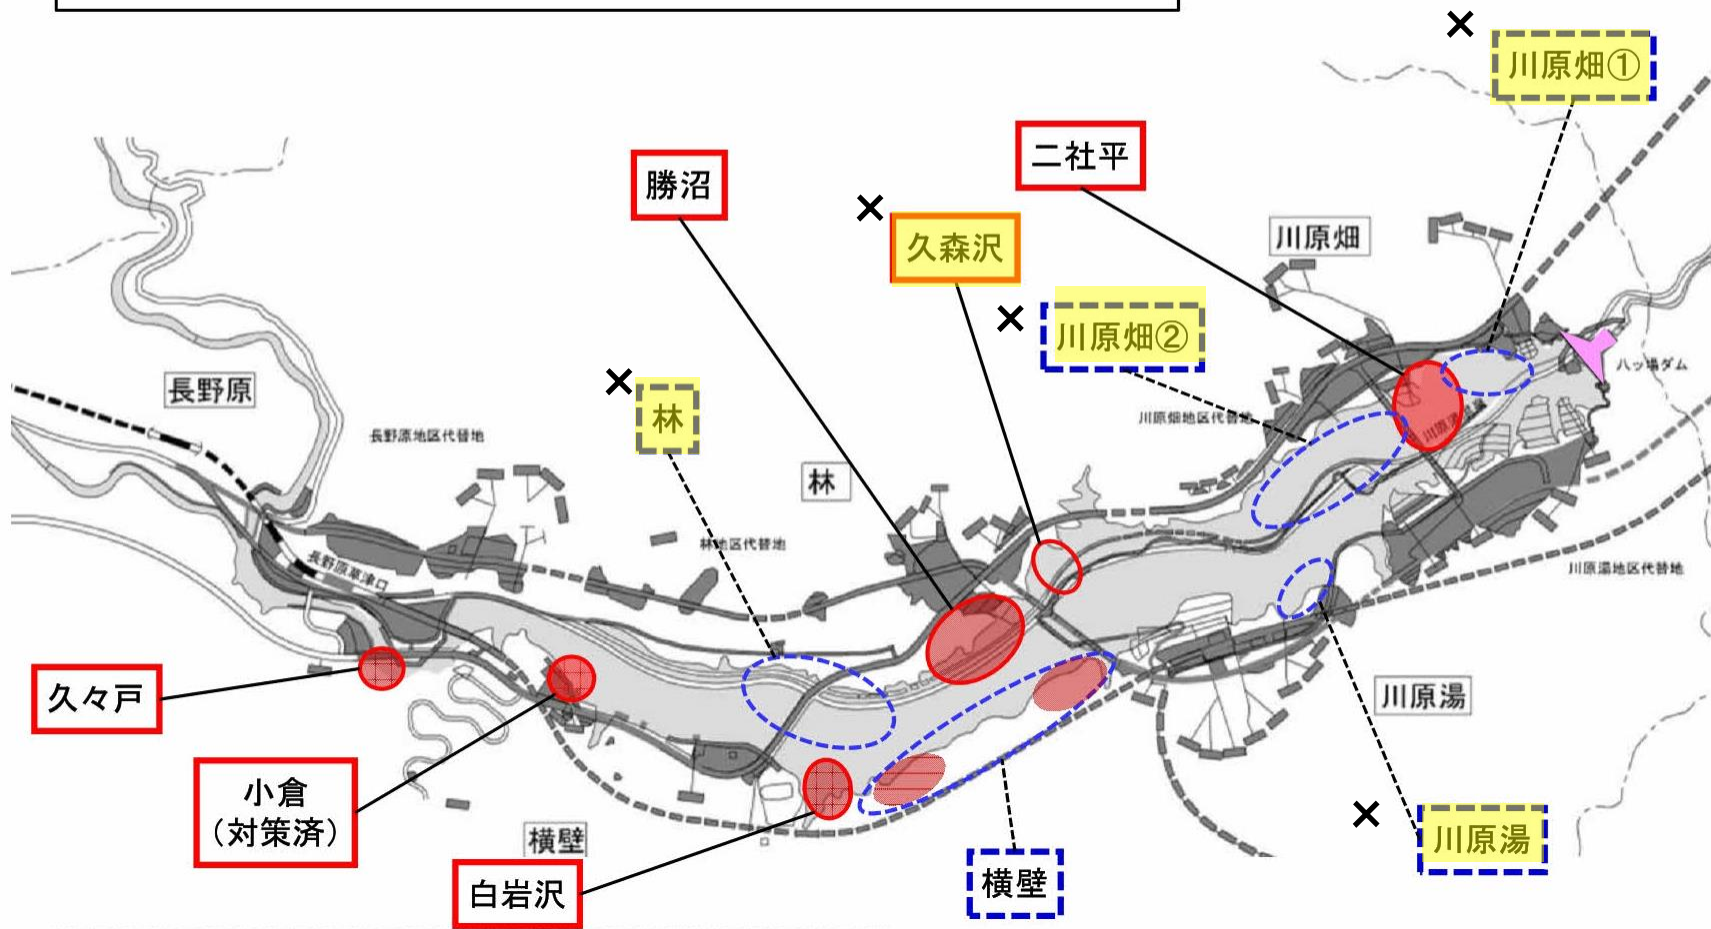 ×
川原畑①
二社平
勝沼
×
久森沢
川原畑
×
川原畑②
八ッ場ダム
×
林
長野原
川原畑地区代替地
長野原地区代替地
林
林地区代替地
長野原草津口
川原湯地区代替地
久々戸
川原湯
小倉
（対策済）
×
川原湯
横壁
白岩沢
横壁